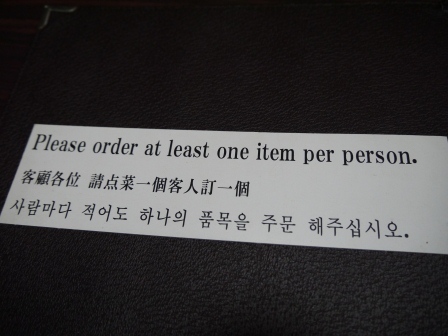 Please order at least one item per person.
客顧各位 請点菜一個客人訂一個
사람마다 적어도 하나의 품목을 주문 해주십시오.